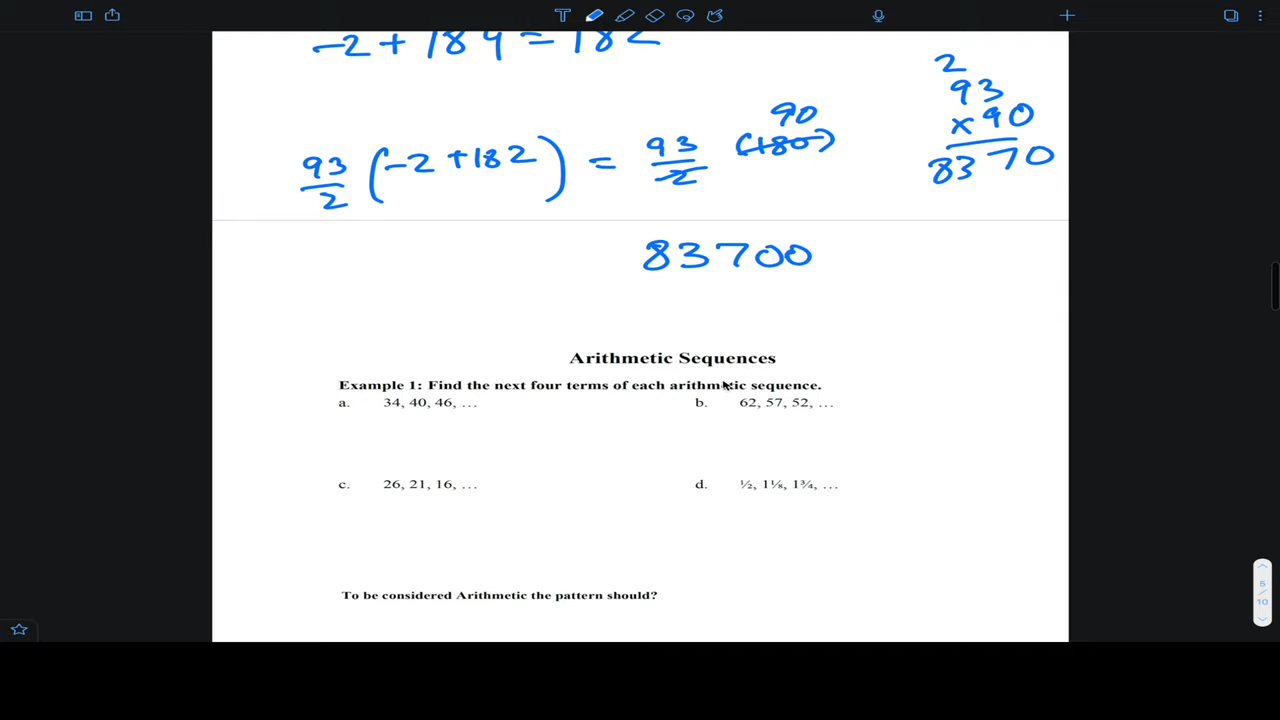 -2 + 184 = 182
2
93
x 90
8370
90
93/2 (-2 + 182) = 93/2 (+180)
83700
Arithmetic Sequences
Example 1: Find the next four terms of each arithmetic sequence.
a. 34, 40, 46, … b. 62, 57, 52, …
c. 26, 21, 16, … d. ½, 1⅛, 1¾, …
To be considered Arithmetic the pattern should?
5
/
10